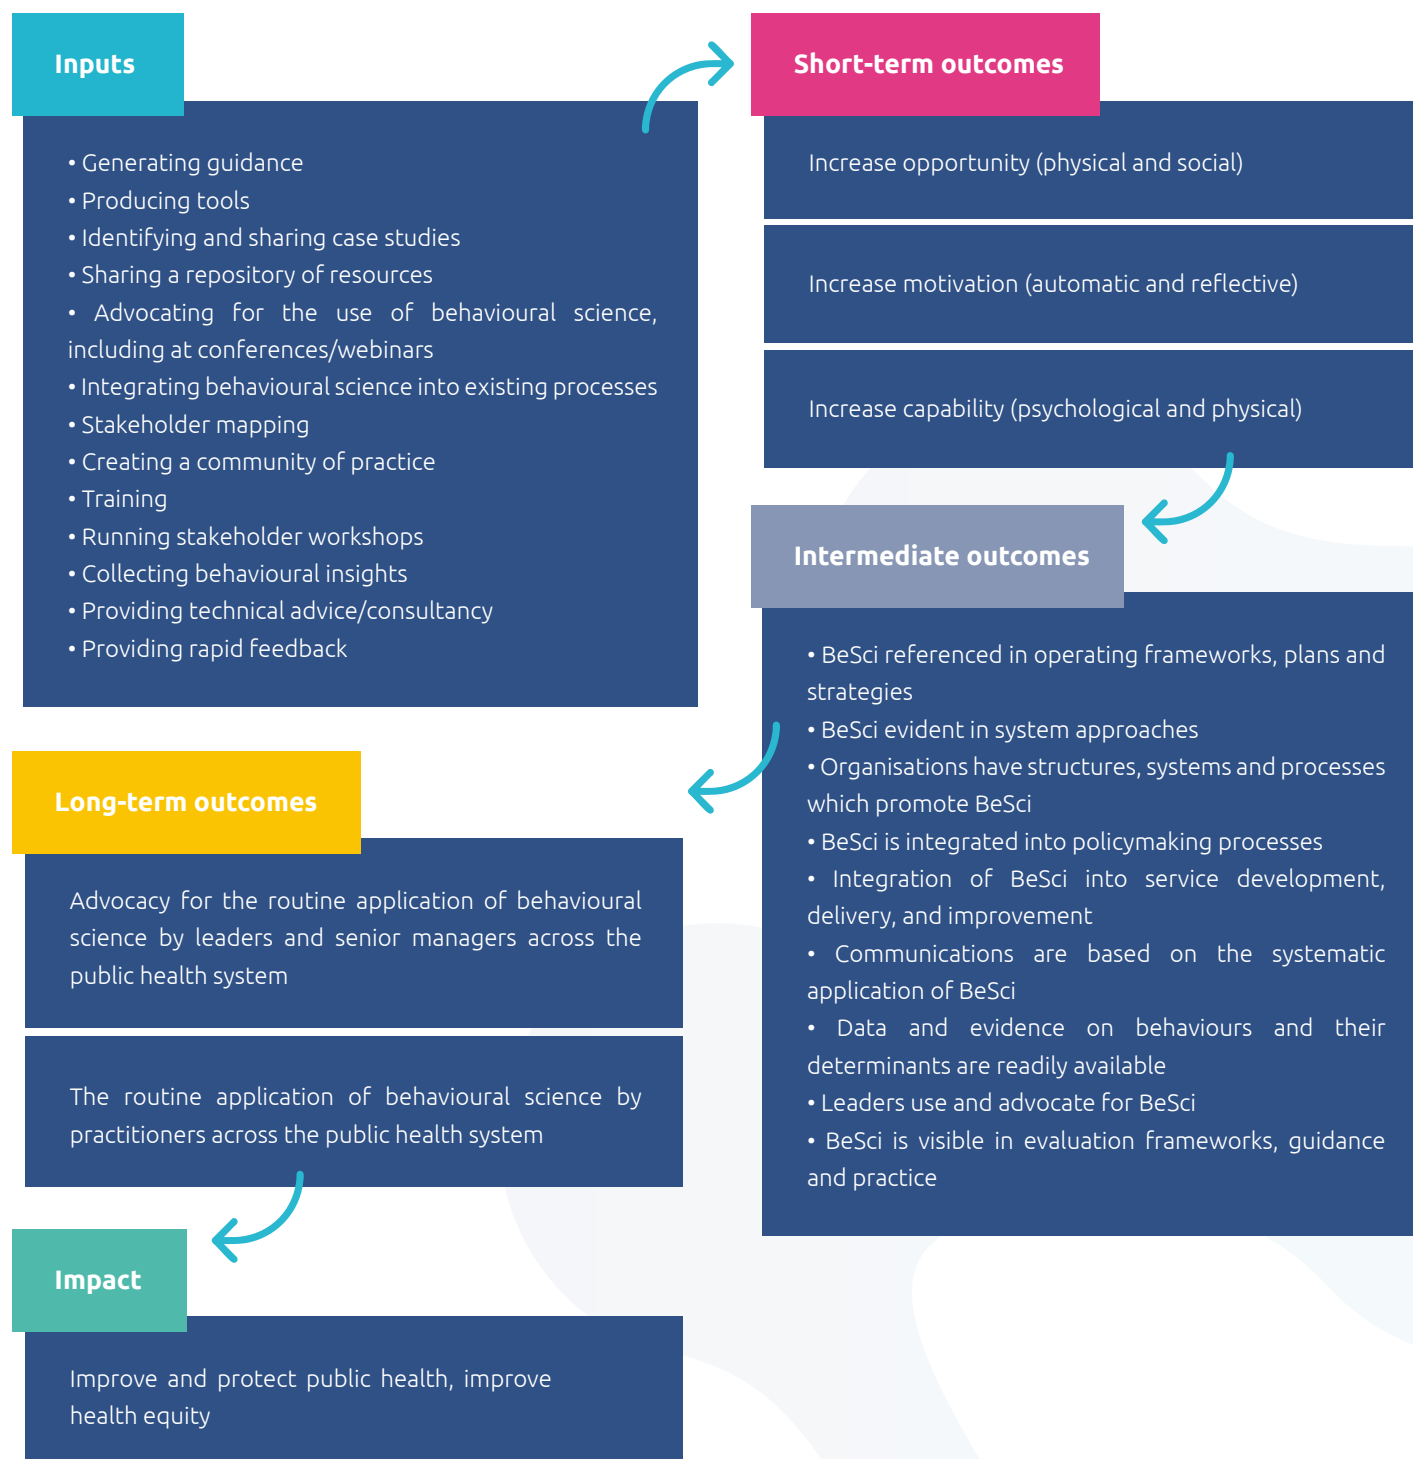 Inputs
• Generating guidance
• Producing tools
• Identifying and sharing case studies
• Sharing a repository of resources
• Advocating for the use of behavioural science,
including at conferences/webinars
• Integrating behavioural science into existing processes
• Stakeholder mapping
• Creating a community of practice
• Training
• Running stakeholder workshops
• Collecting behavioural insights
• Providing technical advice/consultancy
• Providing rapid feedback
Short-term outcomes
Increase opportunity (physical and social)
Increase motivation (automatic and reflective)
Increase capability (psychological and physical)
Intermediate outcomes
• BeSci referenced in operating frameworks, plans and
strategies
• BeSci evident in system approaches
• Organisations have structures, systems and processes
which promote BeSci
• BeSci is integrated into policymaking processes
• Integration of BeSci into service development,
delivery, and improvement
• Communications are based on the systematic
application of BeSci
• Data and evidence on behaviours and their
determinants are readily available
• Leaders use and advocate for BeSci
• BeSci is visible in evaluation frameworks, guidance
and practice
Long-term outcomes
Advocacy for the routine application of behavioural
science by leaders and senior managers across the
public health system
The routine application of behavioural science by
practitioners across the public health system
Impact
Improve and protect public health, improve
health equity